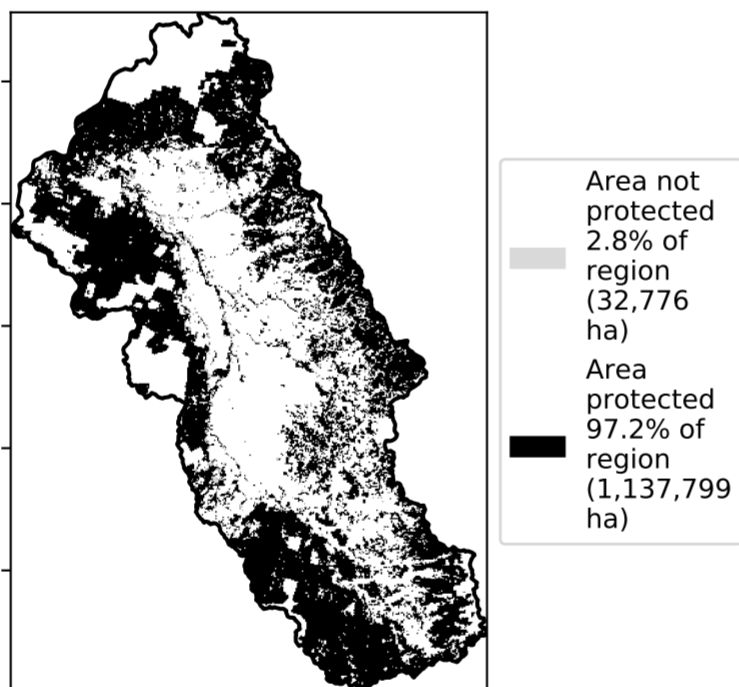 Area not
protected
2.8% of
region
(32,776
ha)
Area
protected
97.2% of
region
(1,137,799
ha)